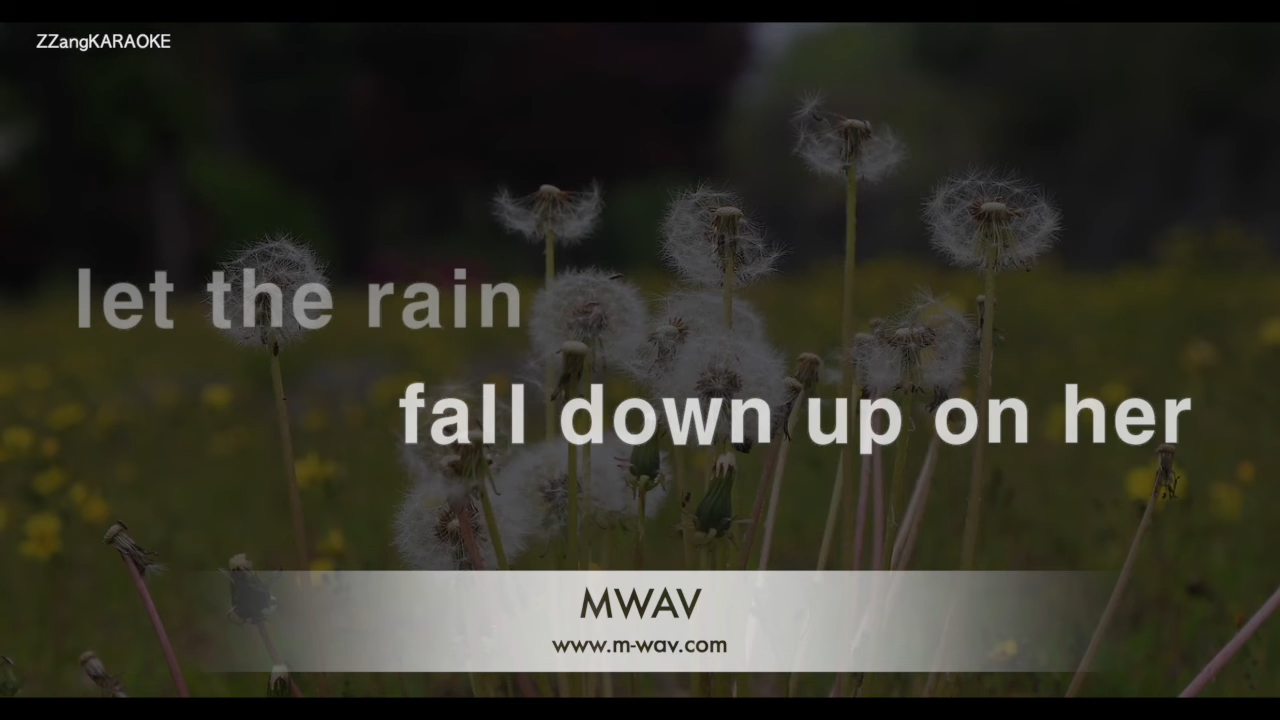 ZZangKARAOKE
let the rain
fall down up on her
MWAV
www.m-wav.com